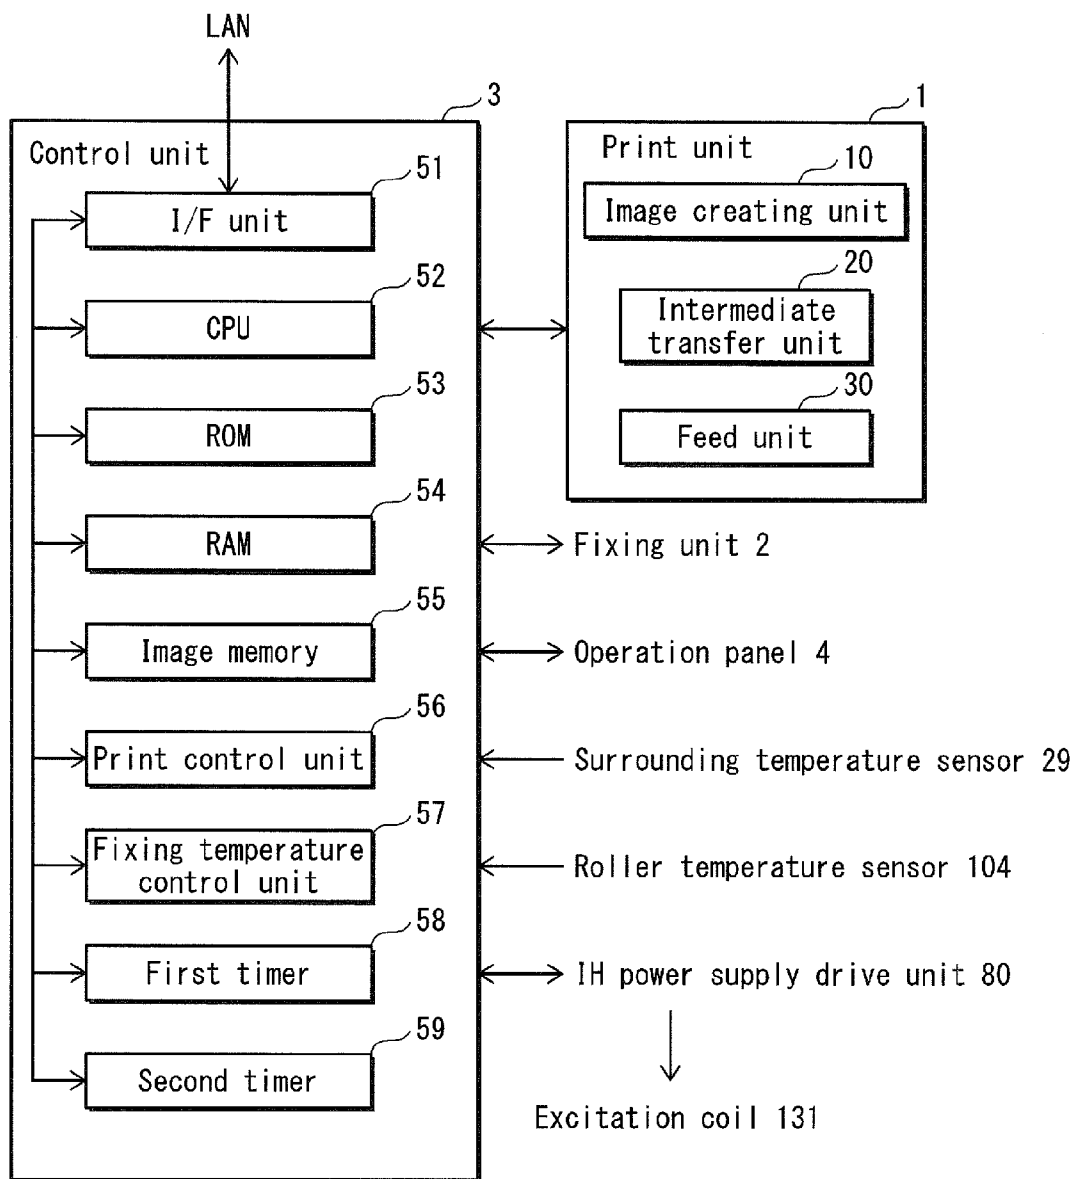 LAN
3
Control unit
51
I/F unit
52
CPU
53
ROM
54
RAM
55
Image memory
56
Print control unit
57
Fixing temperature
control unit
58
First timer
59
Second timer
1
Print unit
10
Image creating unit
20
Intermediate
transfer unit
30
Feed unit
Fixing unit 2
Operation panel 4
Surrounding temperature sensor 29
Roller temperature sensor 104
IH power supply drive unit 80
Excitation coil 131